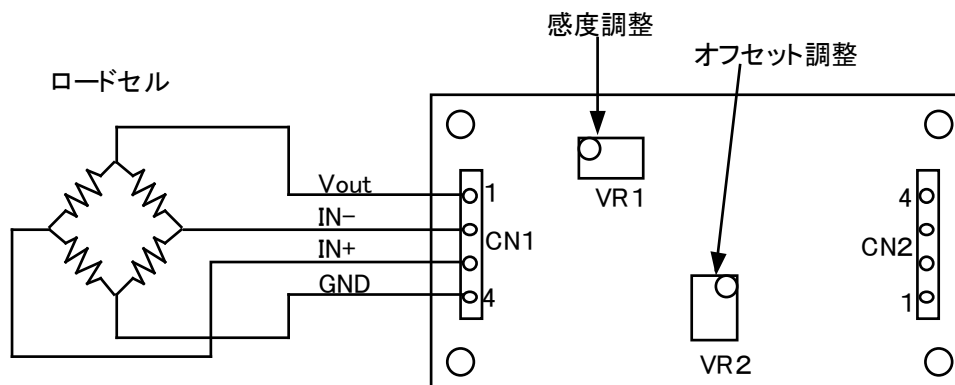 感度調整
オフセット調整
ロードセル
Vout
1
IN-
IN+
GND
4
CN1
VR1
VR2
4
CN2
1